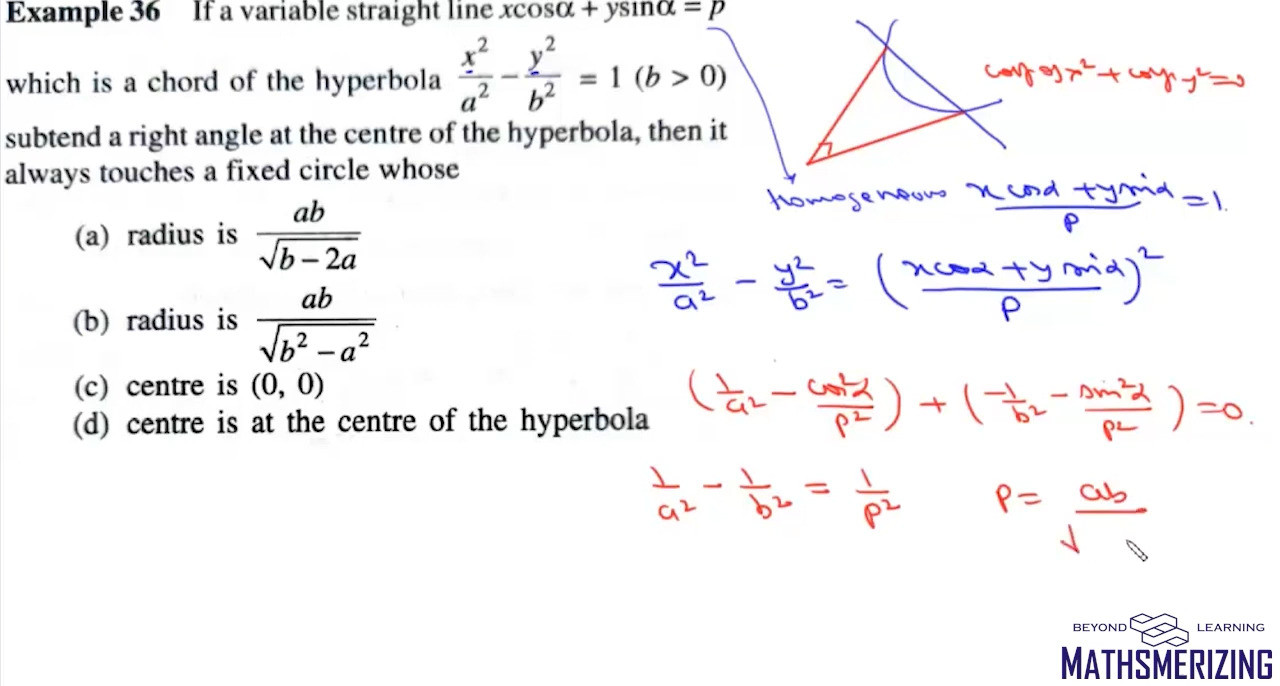 Example 36 If a variable straight line xcosα + ysinα = p
which is a chord of the hyperbola x²/a² − y²/b² = 1 (b > 0)
subtend a right angle at the centre of the hyperbola, then it
always touches a fixed circle whose
(a) radius is ab/√(b − 2a)
(b) radius is ab/√(b² − a²)
(c) centre is (0, 0)
(d) centre is at the centre of the hyperbola
x² + y² = 0
Homogenous (x cosα + y sinα)/p = 1.
x²/a² − y²/b² = ((x cosα + y sinα)/p)²
(1/a² − cos²α/p²) + (−1/b² − sin²α/p²) = 0.
1/a² − 1/b² = 1/p²
p = ab/√
BEYOND LEARNING
MATHSMERIZING